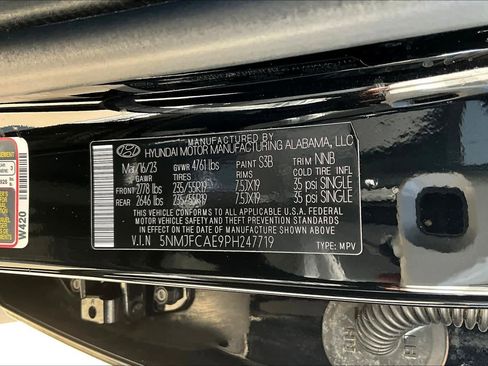 MANUFACTURED BY
HYUNDAI MOTOR MANUFACTURING ALABAMA, LLC
Mar/16/23 GVWR 4761 lbs PAINT S3B TRIM NNB
GAWR TIRES RIMS COLD TIRE INFL
FRONT 2778 lbs 235/55R19 7.5JX19 35 psi SINGLE
REAR 2646 lbs 235/55R19 7.5JX19 35 psi SINGLE
THIS VEHICLE CONFORMS TO ALL APPLICABLE U.S. FEDERAL
MOTOR VEHICLE SAFETY AND THEFT PREVENTION STANDARDS
IN EFFECT ON THE DATE OF MANUFACTURE SHOWN ABOVE
V.I.N 5NMJFCAE9PH247719 TYPE: MPV
W420
LH